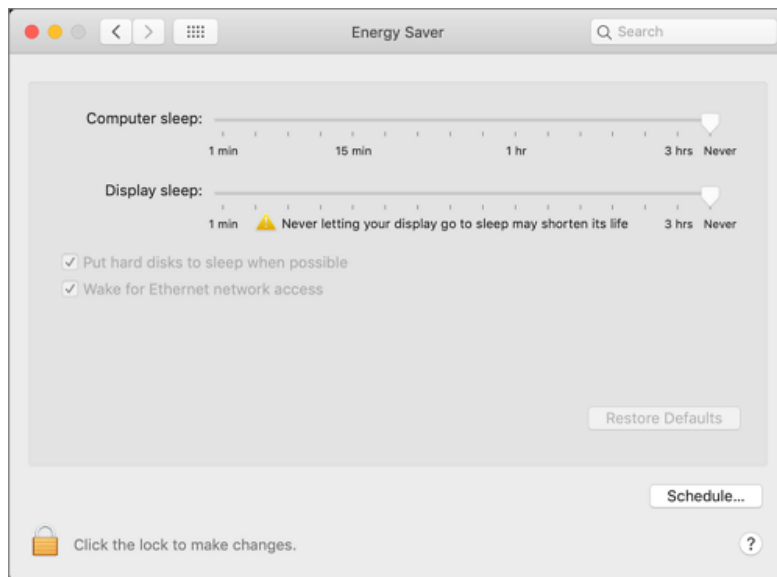 Energy Saver
Search
Computer sleep:
1 min 15 min 1 hr 3 hrs Never
Display sleep:
1 min Never letting your display go to sleep may shorten its life 3 hrs Never
Put hard disks to sleep when possible
Wake for Ethernet network access
Restore Defaults
Schedule...
Click the lock to make changes.
?